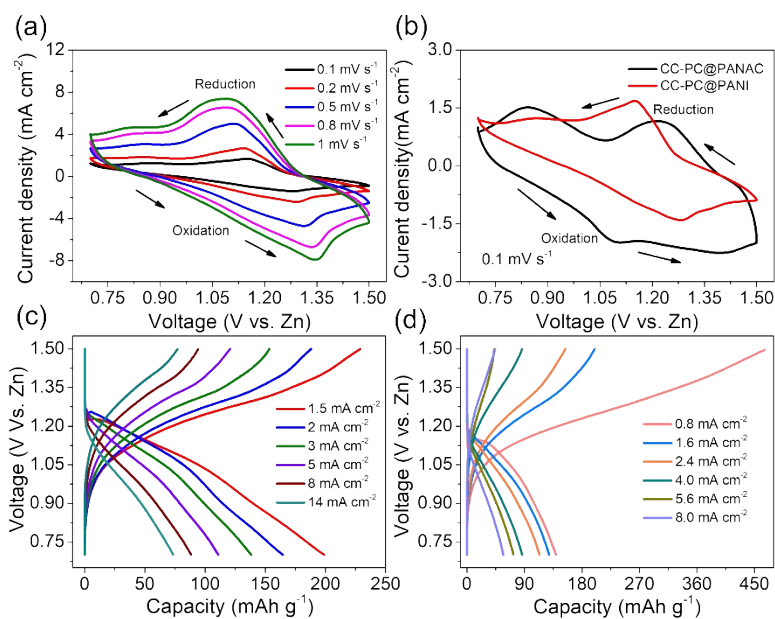 (a)
12
8
4
0
-4
-8
Current density (mA cm-2)
Reduction
Oxidation
0.1 mV s-1
0.2 mV s-1
0.5 mV s-1
0.8 mV s-1
1 mV s-1
0.75 0.90 1.05 1.20 1.35 1.50
Voltage (V vs. Zn)
(b)
3.0
1.5
0.0
-1.5
-3.0
Curent density(mA cm-2)
CC-PC@PANAC
CC-PC@PANI
Reduction
Oxidation
0.1 mV s-1
0.75 0.90 1.05 1.20 1.35 1.50
Voltage (V vs. Zn)
(c)
1.50
1.35
1.20
1.05
0.90
0.75
Voltage (V Vs. Zn)
1.5 mA cm-2
2 mA cm-2
3 mA cm-2
5 mA cm-2
8 mA cm-2
14 mA cm-2
0 50 100 150 200 250
Capacity (mAh g-1)
(d)
1.50
1.35
1.20
1.05
0.90
0.75
Voltage (V Vs. Zn)
0.8 mA cm-2
1.6 mA cm-2
2.4 mA cm-2
4.0 mA cm-2
5.6 mA cm-2
8.0 mA cm-2
0 90 180 270 360 450
Capacity (mAh g-1)